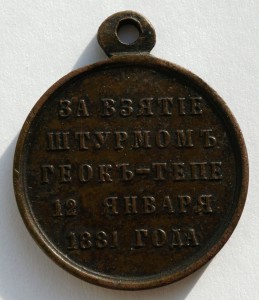 ЗА ВЗЯТІЕ
ШТУРМОМЪ
ГЕОКЪ-ТЕПЕ
12 ЯНВАРЯ
1881 ГОДА